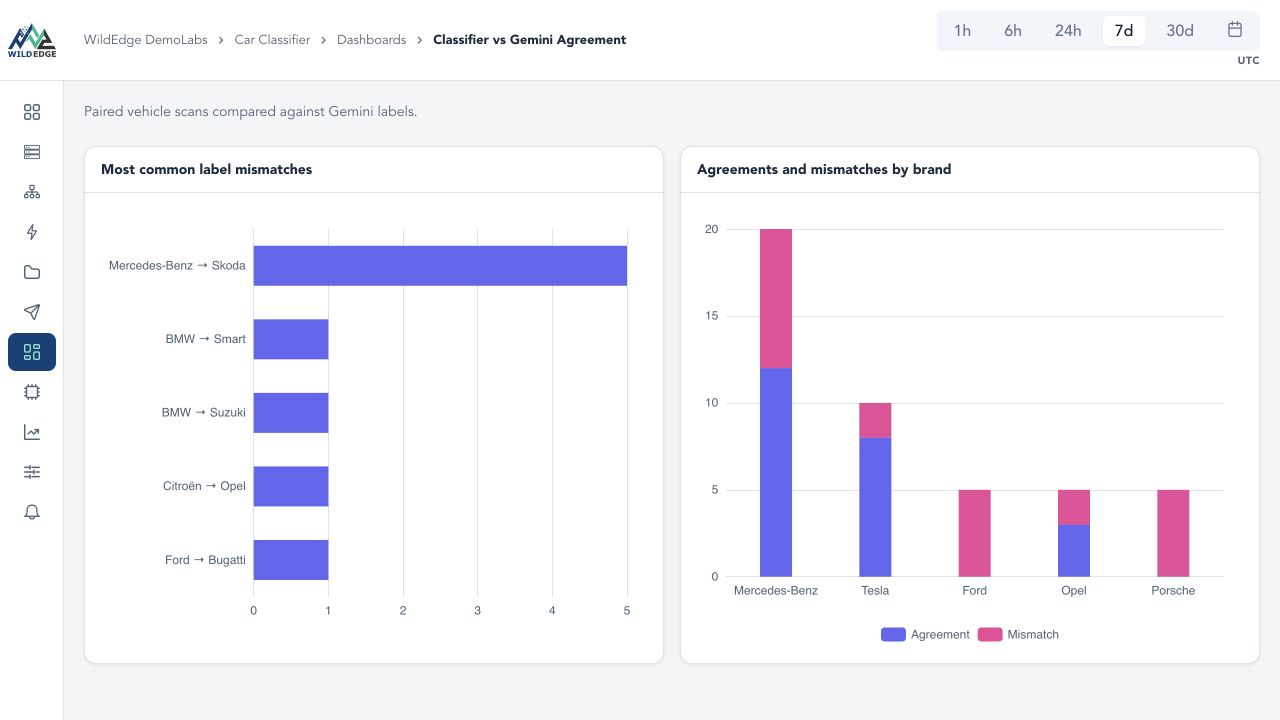 WILDEDGE
WildEdge DemoLabs > Car Classifier > Dashboards > Classifier vs Gemini Agreement
1h 6h 24h 7d 30d
UTC
Paired vehicle scans compared against Gemini labels.
Most common label mismatches
Mercedes-Benz → Skoda
BMW → Smart
BMW → Suzuki
Citroën → Opel
Ford → Bugatti
0 1 2 3 4 5
Agreements and mismatches by brand
20
15
10
5
0
Mercedes-Benz Tesla Ford Opel Porsche
Agreement Mismatch